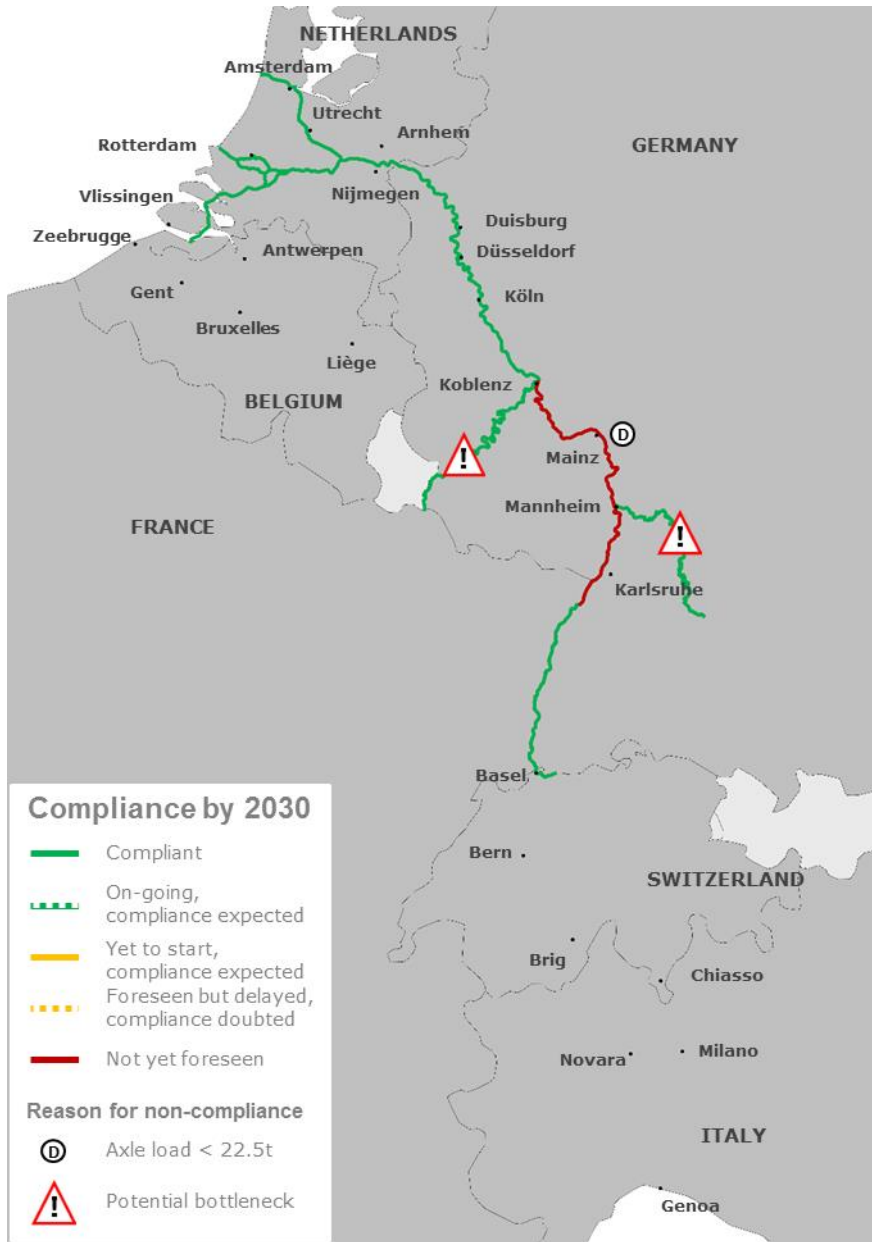 NETHERLANDS
Amsterdam
Utrecht
Arnhem
Rotterdam
GERMANY
Nijmegen
Vlissingen
Duisburg
Zeebrugge
Antwerpen
Düsseldorf
Gent
Köln
Bruxelles
Liège
Koblenz
BELGIUM
D
!
Mainz
Mannheim
FRANCE
!
Karlsruhe
Basel
Compliance by 2030
Compliant
On-going,
compliance expected
Yet to start,
compliance expected
Foreseen but delayed,
compliance doubted
Not yet foreseen
Reason for non-compliance
D Axle load < 22.5t
! Potential bottleneck
Bern
SWITZERLAND
Brig
Chiasso
Novara
Milano
ITALY
Genoa